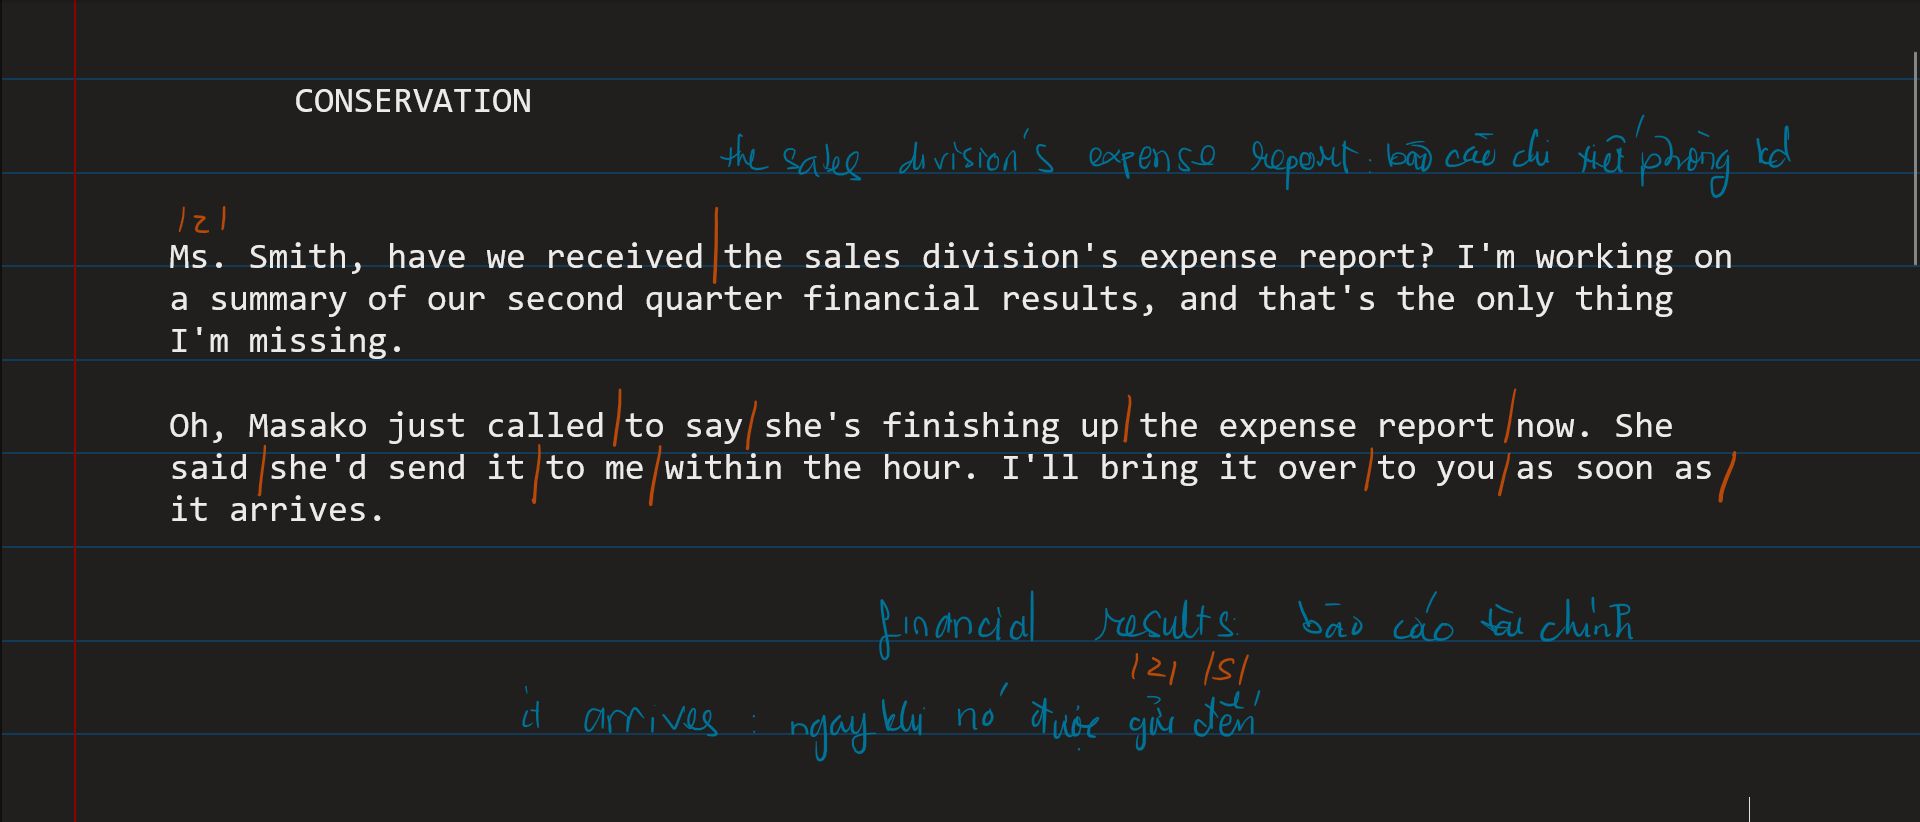 CONSERVATION
the sales division's expense report: báo cáo chi tiết phòng kd
/z/
Ms. Smith, have we received/the sales division's expense report? I'm working on
a summary of our second quarter financial results, and that's the only thing
I'm missing.
Oh, Masako just called/to say/she's finishing up/the expense report/now. She
said/she'd send it/to me/within the hour. I'll bring it over/to you/as soon as/
it arrives.
financial results: báo cáo tài chính
/z/ /s/
it arrives : ngay khi nó được gửi đến